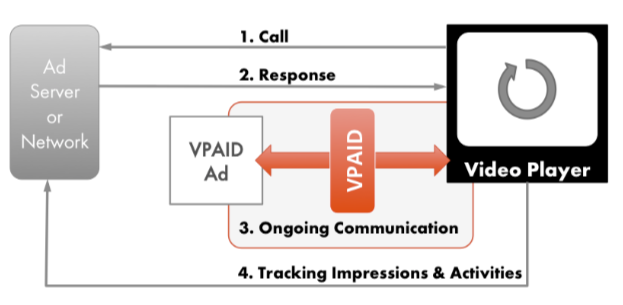 1. Call
Ad
Server
or
Network
2. Response
VPAID
Ad
VPAID
Video Player
3. Ongoing Communication
4. Tracking Impressions & Activities